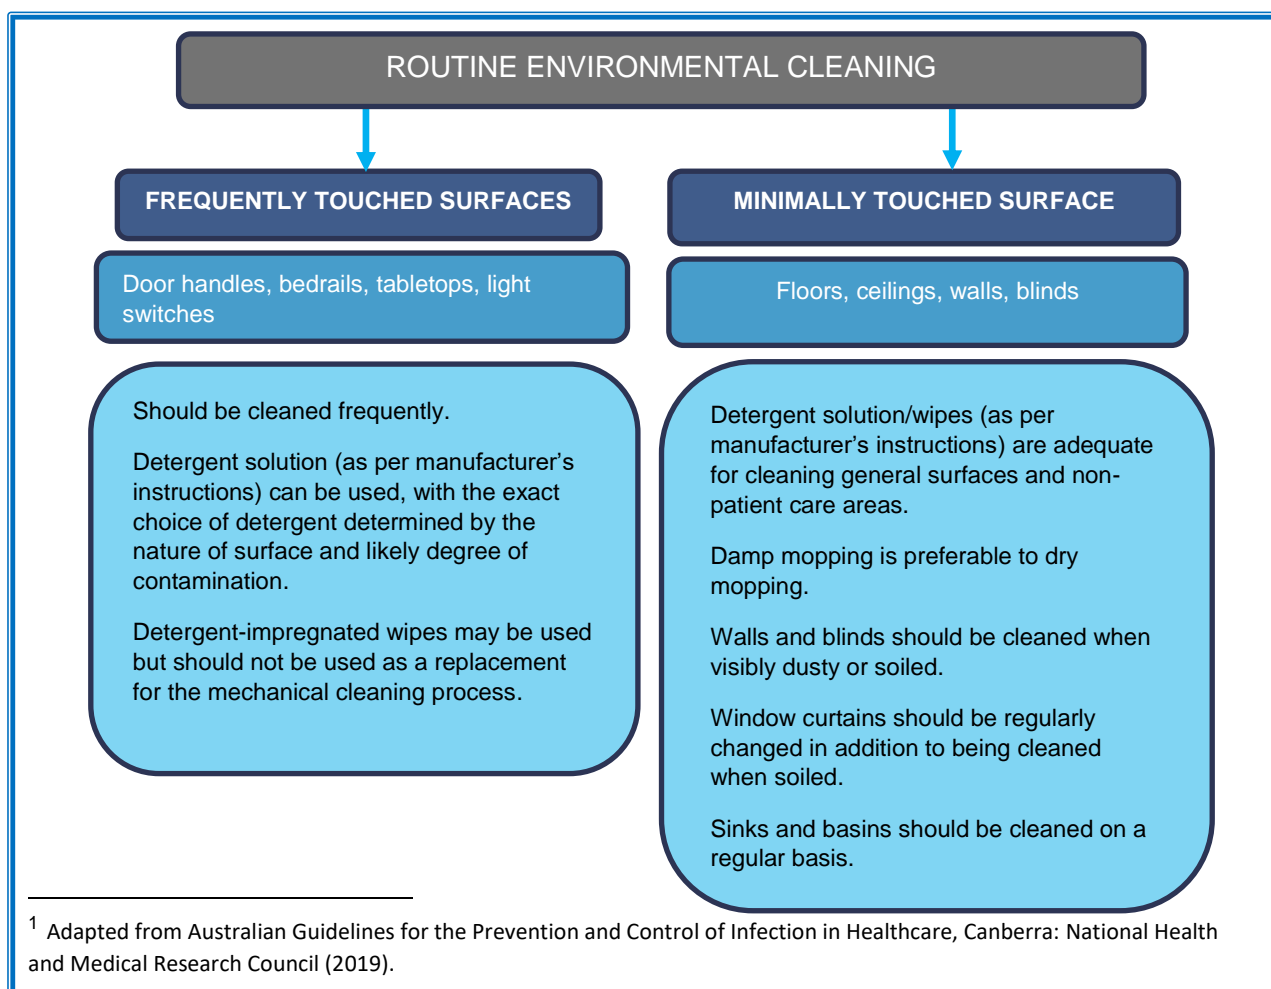 ROUTINE ENVIRONMENTAL CLEANING
FREQUENTLY TOUCHED SURFACES
Door handles, bedrails, tabletops, light
switches
Should be cleaned frequently.
Detergent solution (as per manufacturer’s
instructions) can be used, with the exact
choice of detergent determined by the
nature of surface and likely degree of
contamination.
Detergent-impregnated wipes may be used
but should not be used as a replacement
for the mechanical cleaning process.
MINIMALLY TOUCHED SURFACE
Floors, ceilings, walls, blinds
Detergent solution/wipes (as per
manufacturer’s instructions) are adequate
for cleaning general surfaces and non-
patient care areas.
Damp mopping is preferable to dry
mopping.
Walls and blinds should be cleaned when
visibly dusty or soiled.
Window curtains should be regularly
changed in addition to being cleaned
when soiled.
Sinks and basins should be cleaned on a
regular basis.
1 Adapted from Australian Guidelines for the Prevention and Control of Infection in Healthcare, Canberra: National Health
and Medical Research Council (2019).